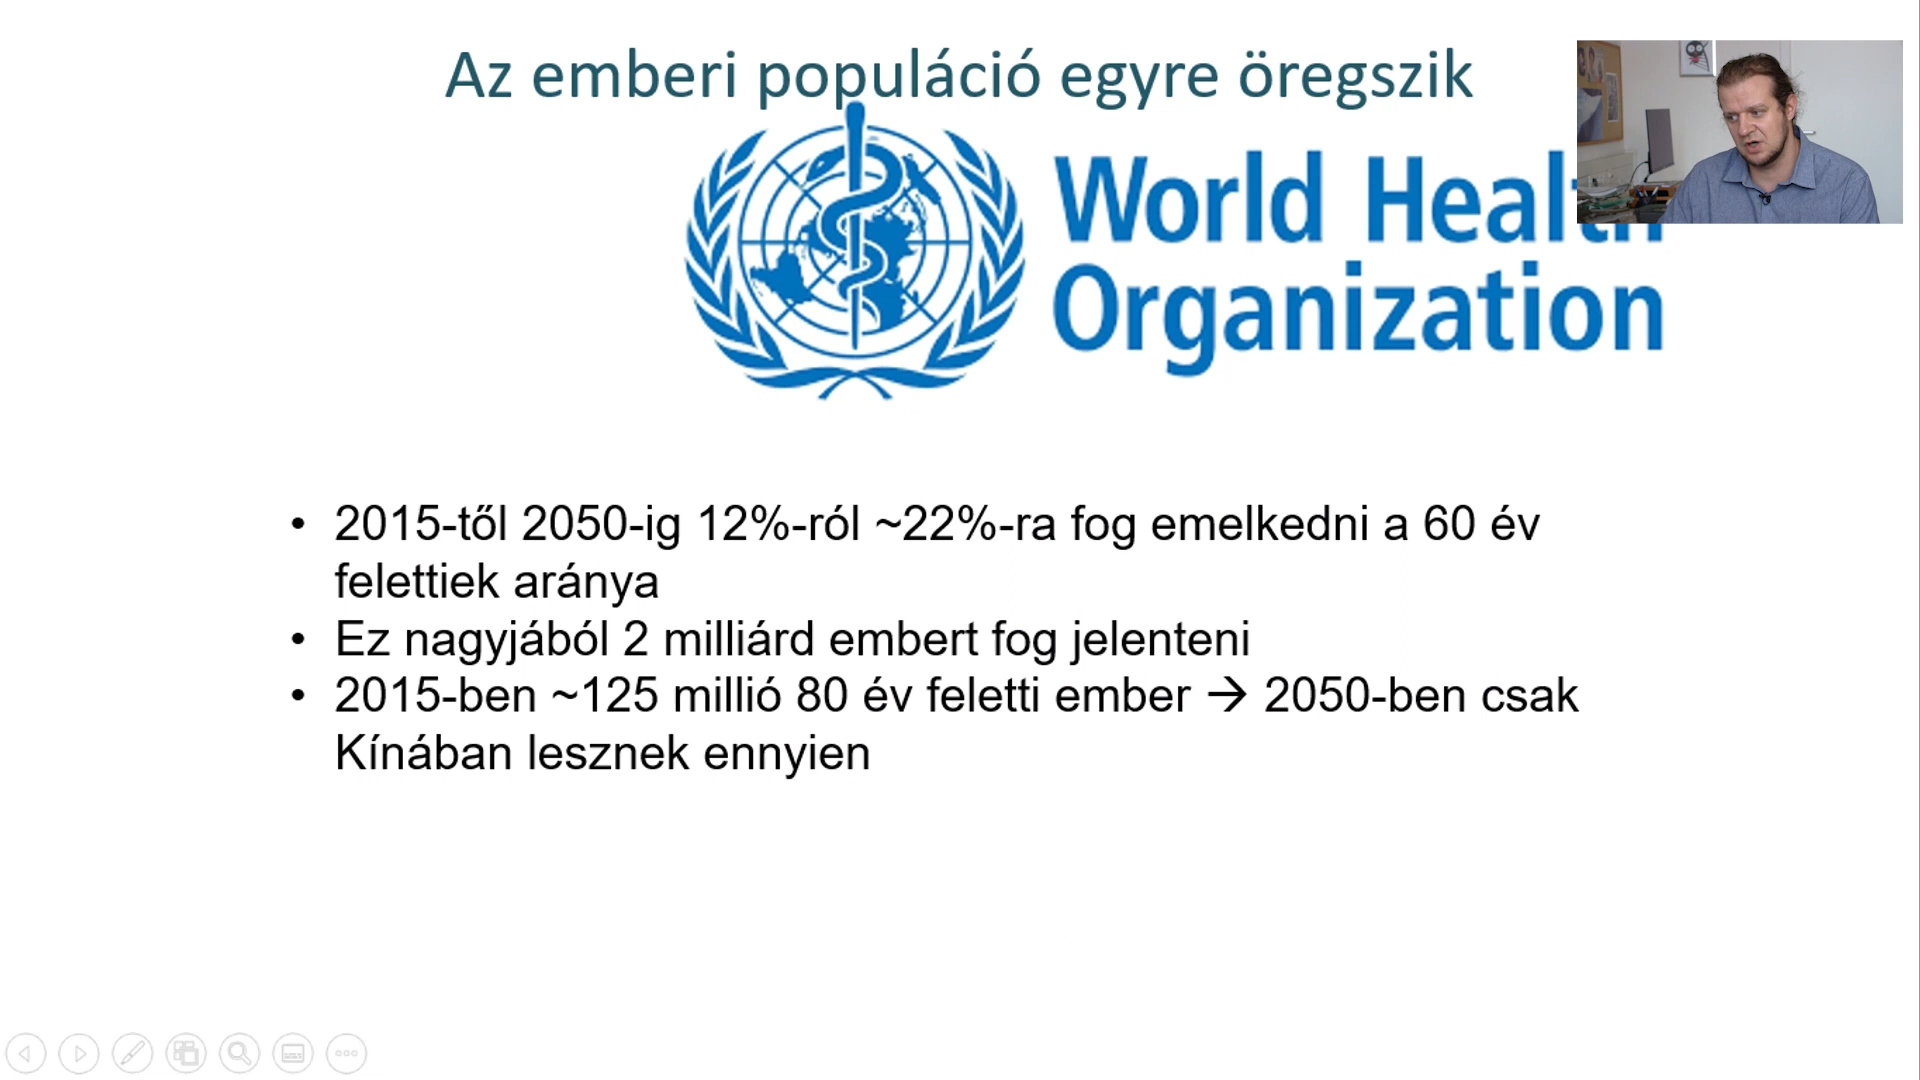 Az emberi populáció egyre öregszik
World Health
Organization
• 2015-től 2050-ig 12%-ról ~22%-ra fog emelkedni a 60 év
felettiek aránya
• Ez nagyjából 2 milliárd embert fog jelenteni
• 2015-ben ~125 millió 80 év feletti ember → 2050-ben csak
Kínában lesznek ennyien